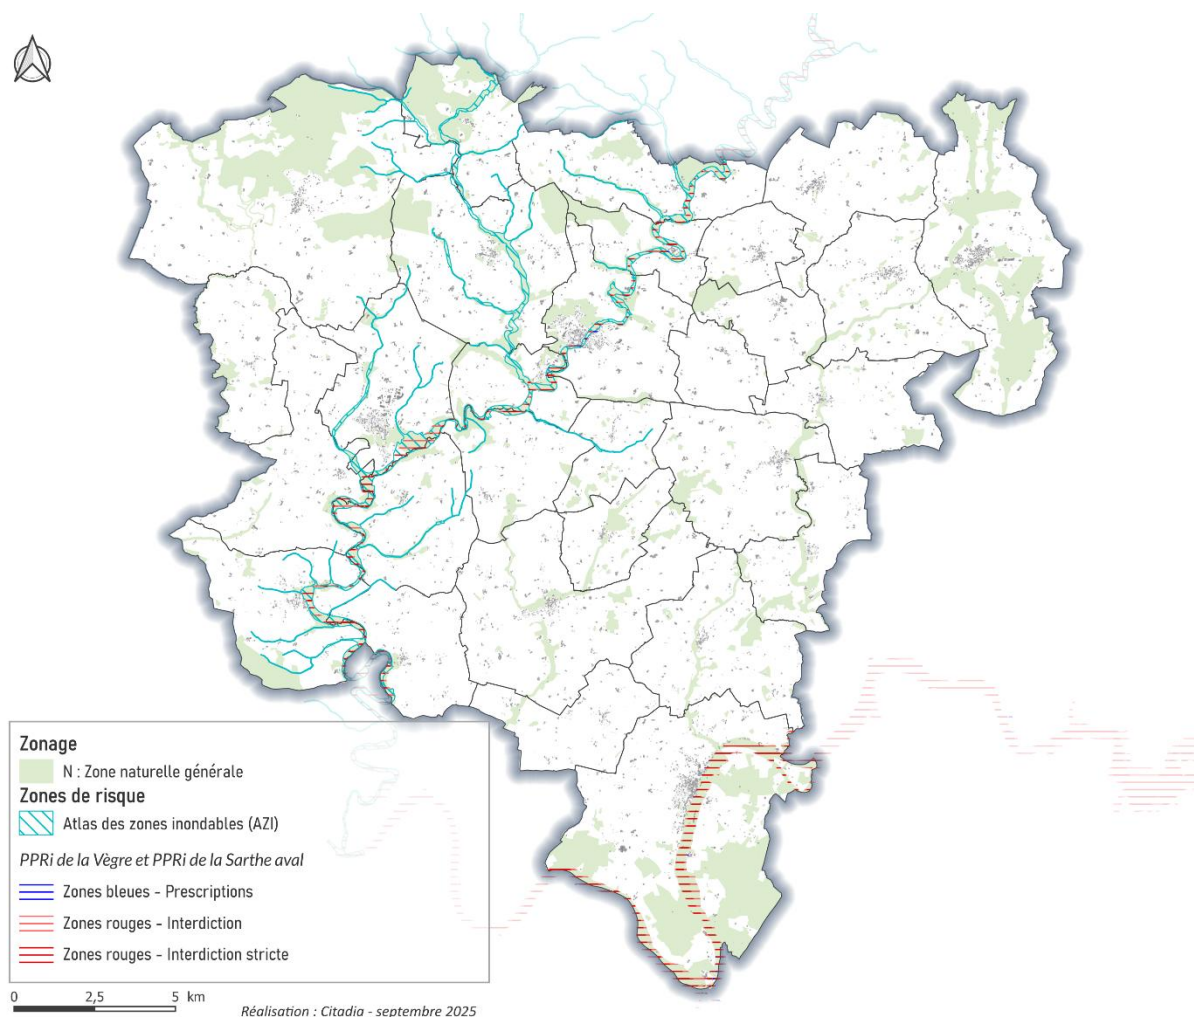 Zonage
N : Zone naturelle générale
Zones de risque
Atlas des zones inondables (AZI)
PPRi de la Vègre et PPRi de la Sarthe aval
Zones bleues - Prescriptions
Zones rouges - Interdiction
Zones rouges - Interdiction stricte
0 2,5 5 km
Réalisation : Citadia - septembre 2025